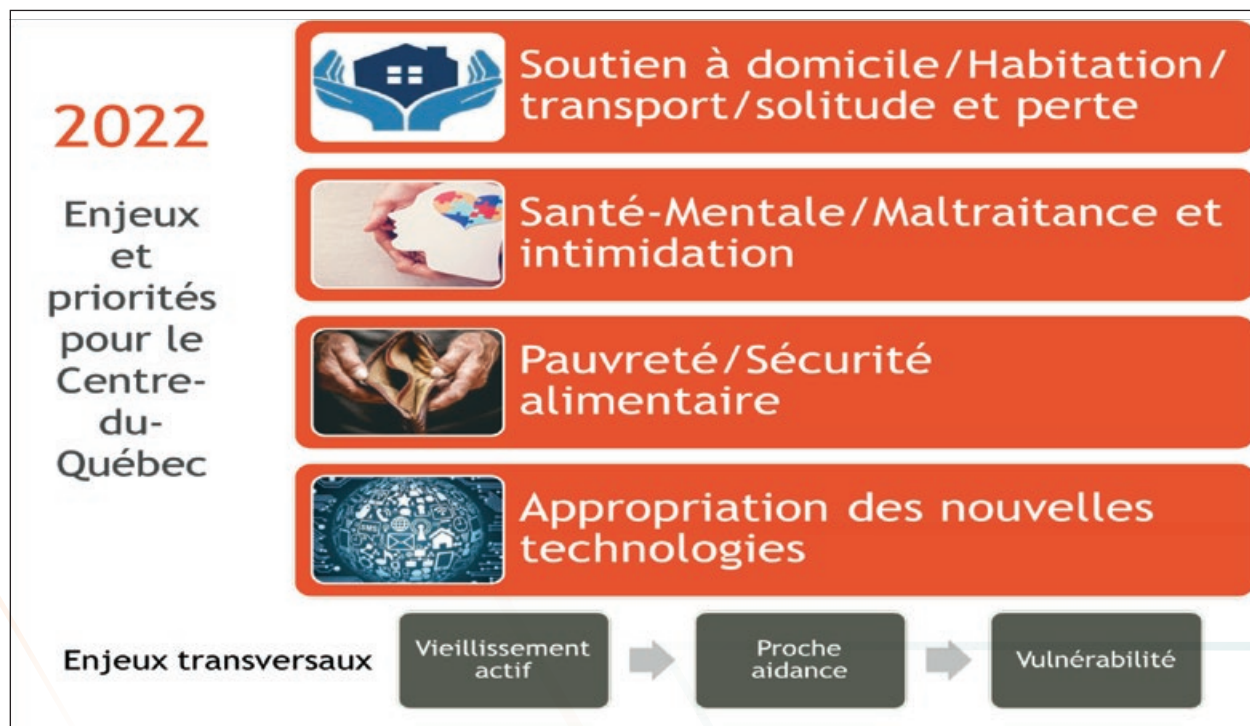 2022
Enjeux
et
priorités
pour le
Centre-
du-
Québec
Soutien à domicile/Habitation/
transport/solitude et perte
Santé-Mentale/Maltraitance et
intimidation
Pauvreté/Sécurité
alimentaire
SMS
Appropriation des nouvelles
technologies
Enjeux transversaux
Vieillissement
actif
Proche
aidance
Vulnérabilité